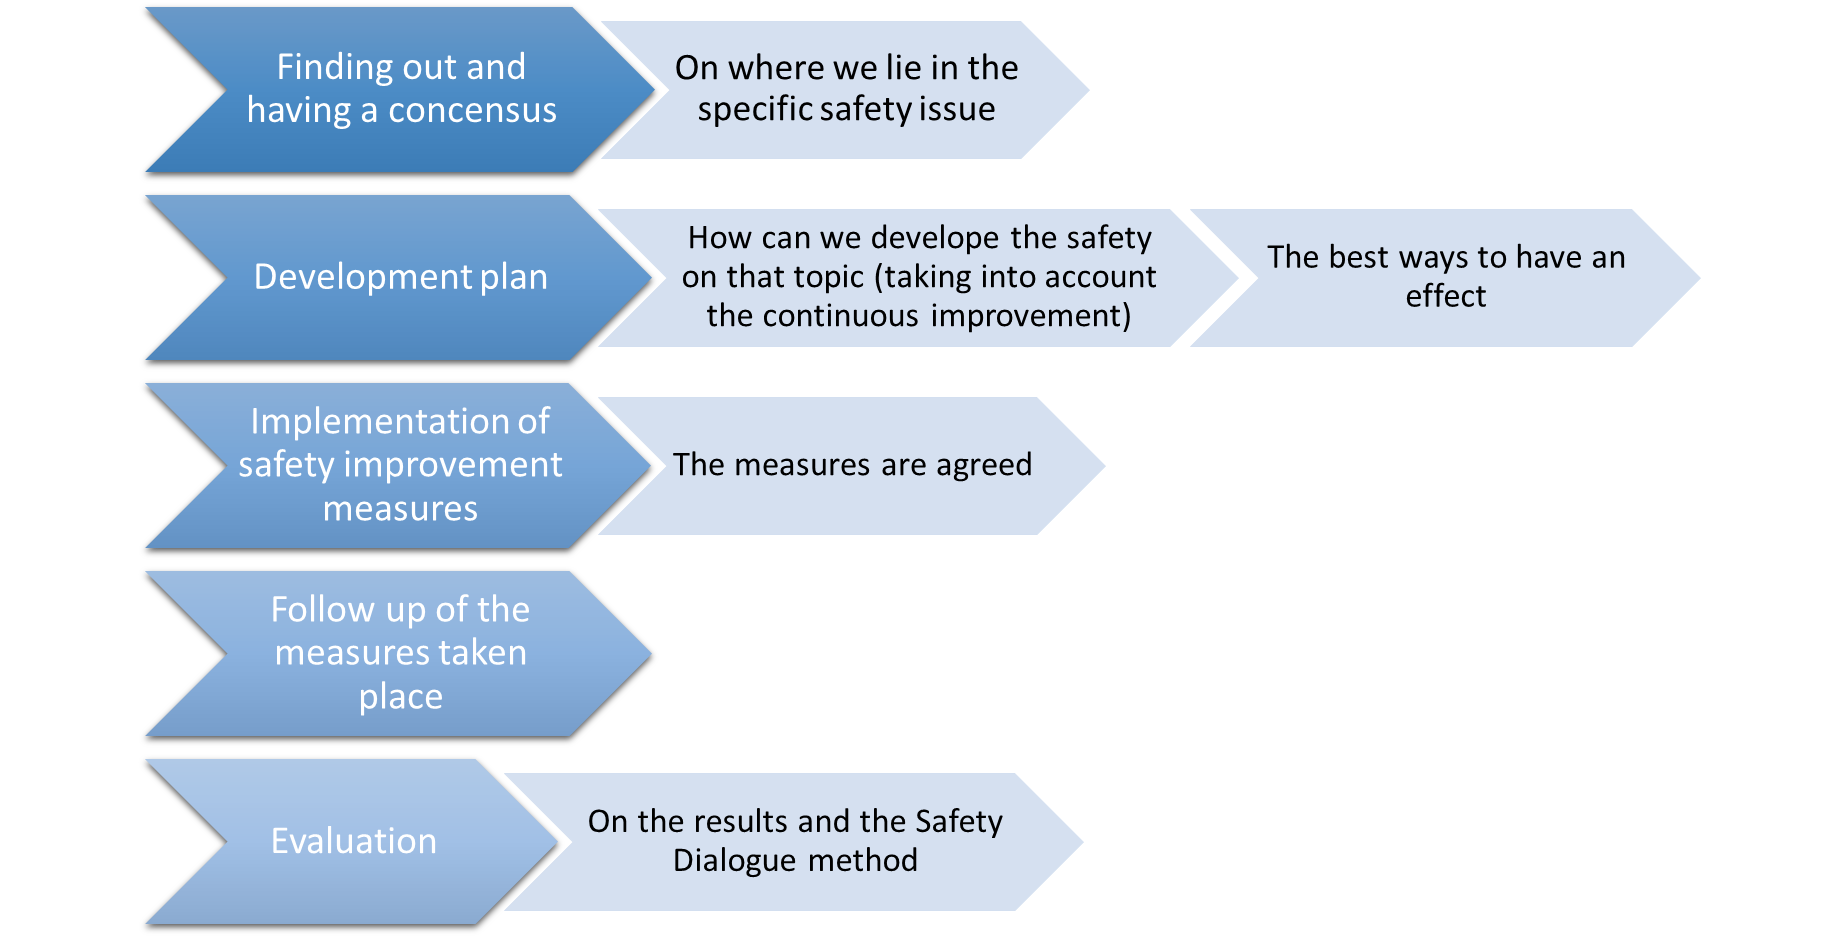 Finding out and
having a concensus
On where we lie in the
specific safety issue
Development plan
How can we develope the safety
on that topic (taking into account
the continuous improvement)
The best ways to have an
effect
Implementation of
safety improvement
measures
The measures are agreed
Follow up of the
measures taken
place
Evaluation
On the results and the Safety
Dialogue method